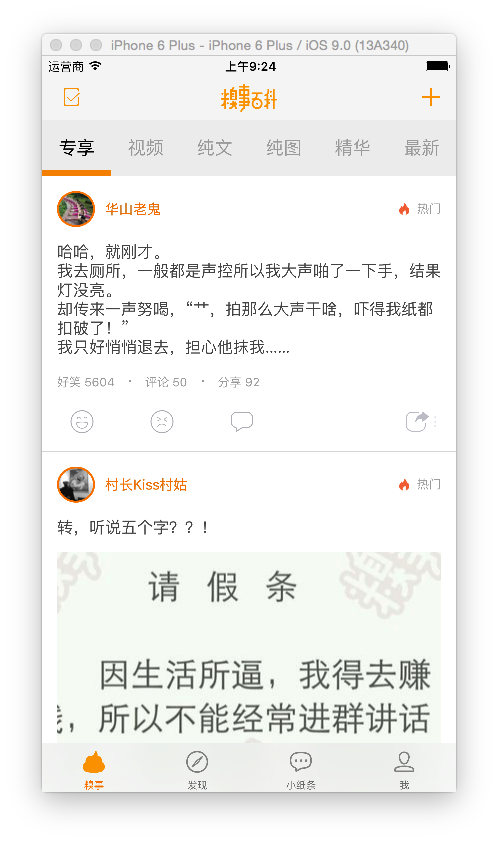 iPhone 6 Plus - iPhone 6 Plus / iOS 9.0 (13A340)
运营商 上午9:24
糗事百科
专享 视频 纯文 纯图 精华 最新
华山老鬼 热门
哈哈，就刚才。
我去厕所，一般都是声控所以我大声啪了一下手，结果
灯没亮。
却传来一声努喝，“艹，拍那么大声干啥，吓得我纸都
扣破了！”
我只好悄悄退去，担心他抹我……
好笑 5604 · 评论 50 · 分享 92
村长Kiss村姑 热门
转，听说五个字？？！
请 假 条
因生活所逼，我得去赚
，所以不能经常进群讲话
糗事 发现 小纸条 我